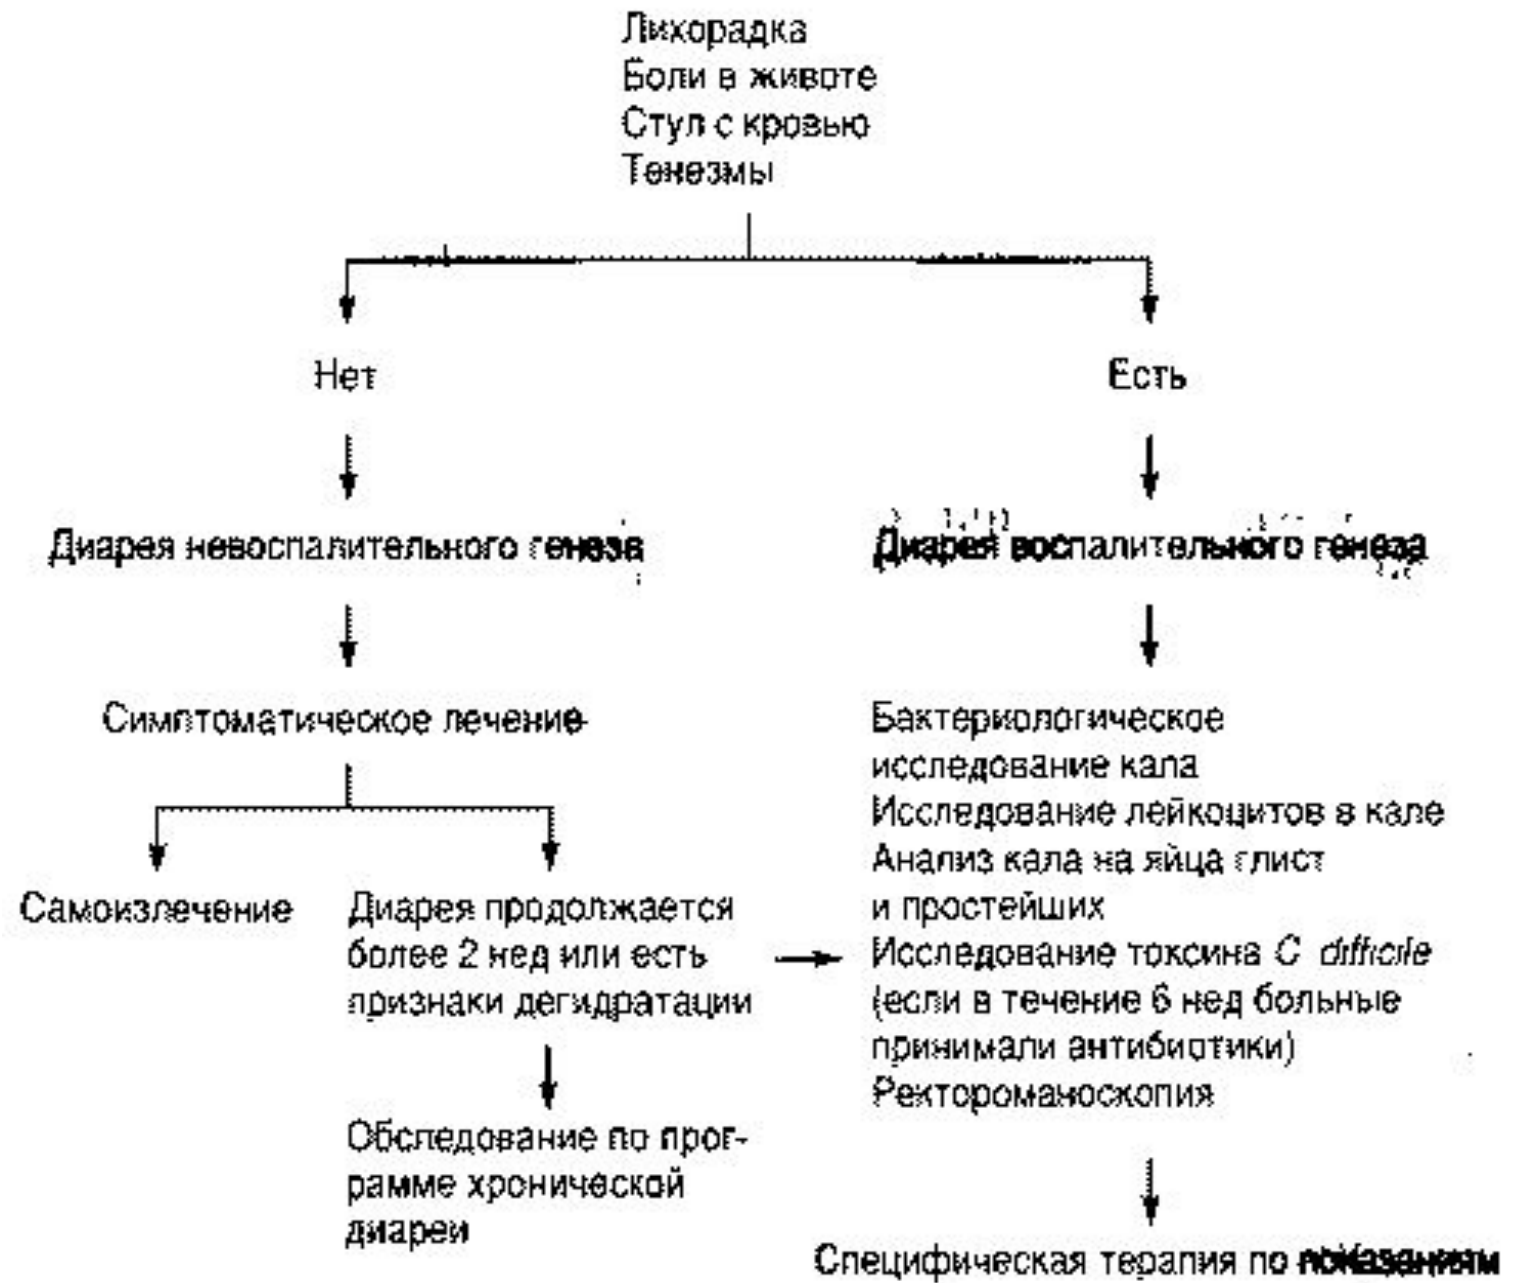 Лихорадка
Боли в животе
Стул с кровью
Тенезмы
Нет
Есть
Диарея невоспалительного генеза
Диарея воспалительного генеза
Симптоматическое лечение
Самоизлечение
Диарея продолжается
более 2 нед или есть
признаки дегидратации
Обследование по прог-
рамме хронической
диареи
Бактериологическое
исследование кала
Исследование лейкоцитов в кале
Анализ кала на яйца глист
и простейших
Исследование токсина C difficile
(если в течение 6 нед больные
принимали антибиотики)
Ректороманоскопия
Специфическая терапия по показаниям